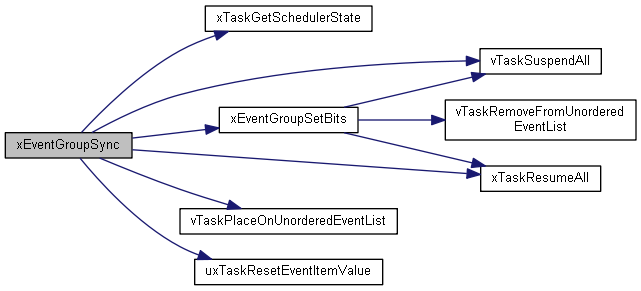 xTaskGetSchedulerState
vTaskSuspendAll
xEventGroupSetBits
vTaskRemoveFromUnordered
EventList
xEventGroupSync
xTaskResumeAll
vTaskPlaceOnUnorderedEventList
uxTaskResetEventItemValue